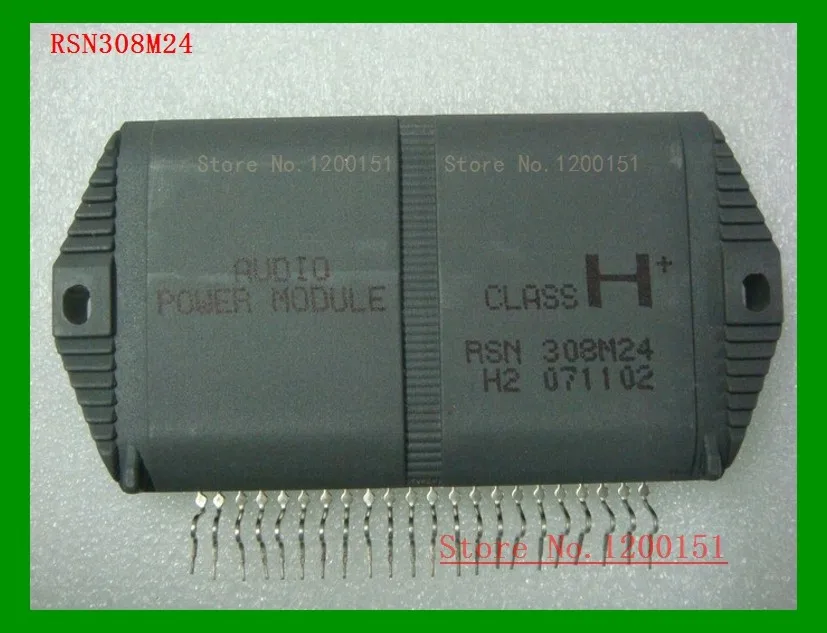 RSN308M24
Store No.1200151
Store No.1200151
AUDIO
POWER MODULE
CLASS H+
RSN 308M24
H2 071102
Store No.1200151